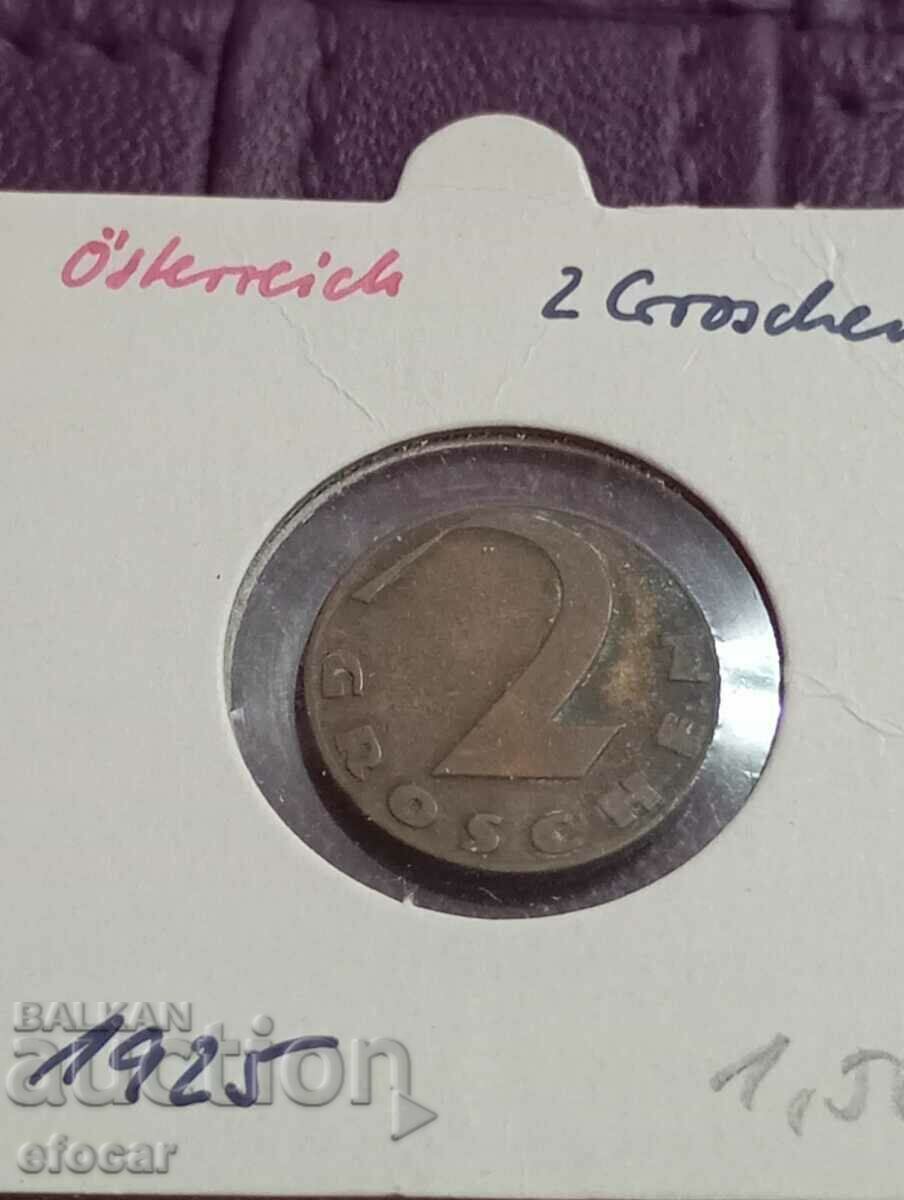 Österreich 2 Groschen
2
GROSCHEN
1925 1,50
BALKAN
auction
efocar